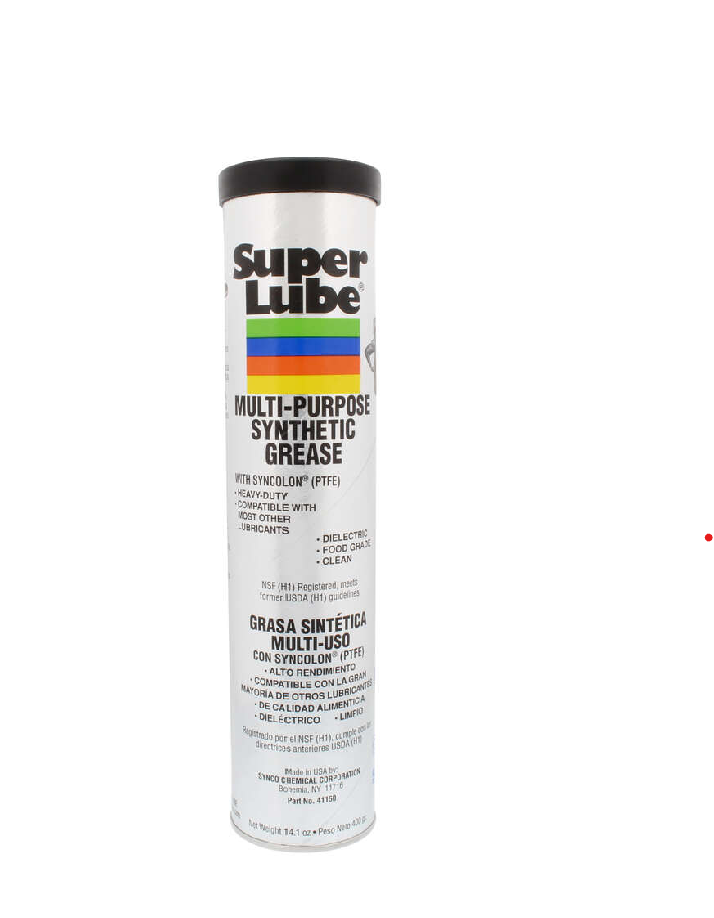 Super
Lube®
MULTI-PURPOSE
SYNTHETIC
GREASE
WITH SYNCOLON® (PTFE)
• HEAVY-DUTY
• COMPATIBLE WITH
MOST OTHER
LUBRICANTS
• DIELECTRIC
• FOOD GRADE
• CLEAN
NSF (H1) Registered, meets
former USDA (H1) guidelines
GRASA SINTÉTICA
MULTI-USO
CON SYNCOLON® (PTFE)
• ALTO RENDIMIENTO
• COMPATIBLE CON LA GRAN
MAYORIA DE OTROS LUBRICANTES
• DE CALIDAD ALIMENTICIA
• DIELÉCTRICO • LIMPIO
Registrado por el NSF (H1), cumple con las
directrices anteriores USDA (H1)
Made in USA by:
SYNCO CHEMICAL CORPORATION
Bohemia, NY 11716
Part No. 41150
Net Weight 14.1 oz • Peso Neto 400 g